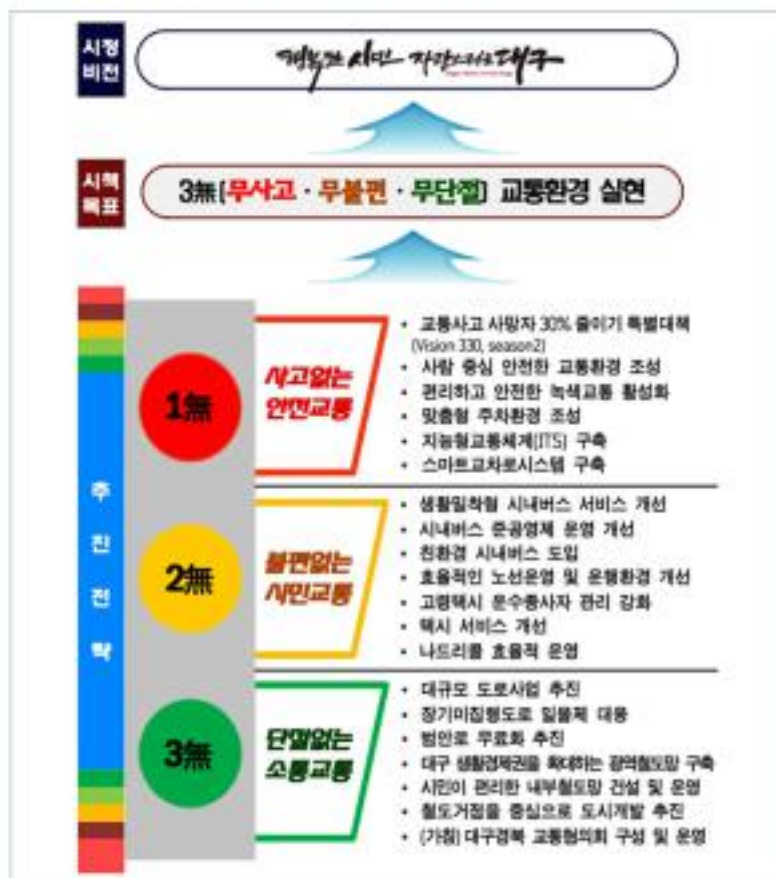 시정
비전
행복한 시민 자랑스러운 대구
시책
목표
3無(무사고 · 무불편 · 무단절) 교통환경 실현
추진전략
1無
사고없는
안전교통
• 교통사고 사망자 30% 줄이기 특별대책
(Vision 330, season2)
• 사람 중심 안전한 교통환경 조성
• 편리하고 안전한 녹색교통 활성화
• 맞춤형 주차환경 조성
• 지능형교통체계(ITS) 구축
• 스마트교차로시스템 구축
2無
불편없는
시민교통
• 생활밀착형 시내버스 서비스 개선
• 시내버스 준공영제 운영 개선
• 친환경 시내버스 도입
• 효율적인 노선운영 및 운행환경 개선
• 고령택시 운수종사자 관리 강화
• 택시 서비스 개선
• 나드리콜 효율적 운영
3無
단절없는
소통교통
• 대규모 도로사업 추진
• 장기미집행도로 일몰제 대응
• 범안로 무료화 추진
• 대구 생활경제권을 확대하는 광역철도망 구축
• 시민이 편리한 내부철도망 건설 및 운영
• 철도거점을 중심으로 도시개발 추진
• (가칭) 대구경북 교통협의회 구성 및 운영